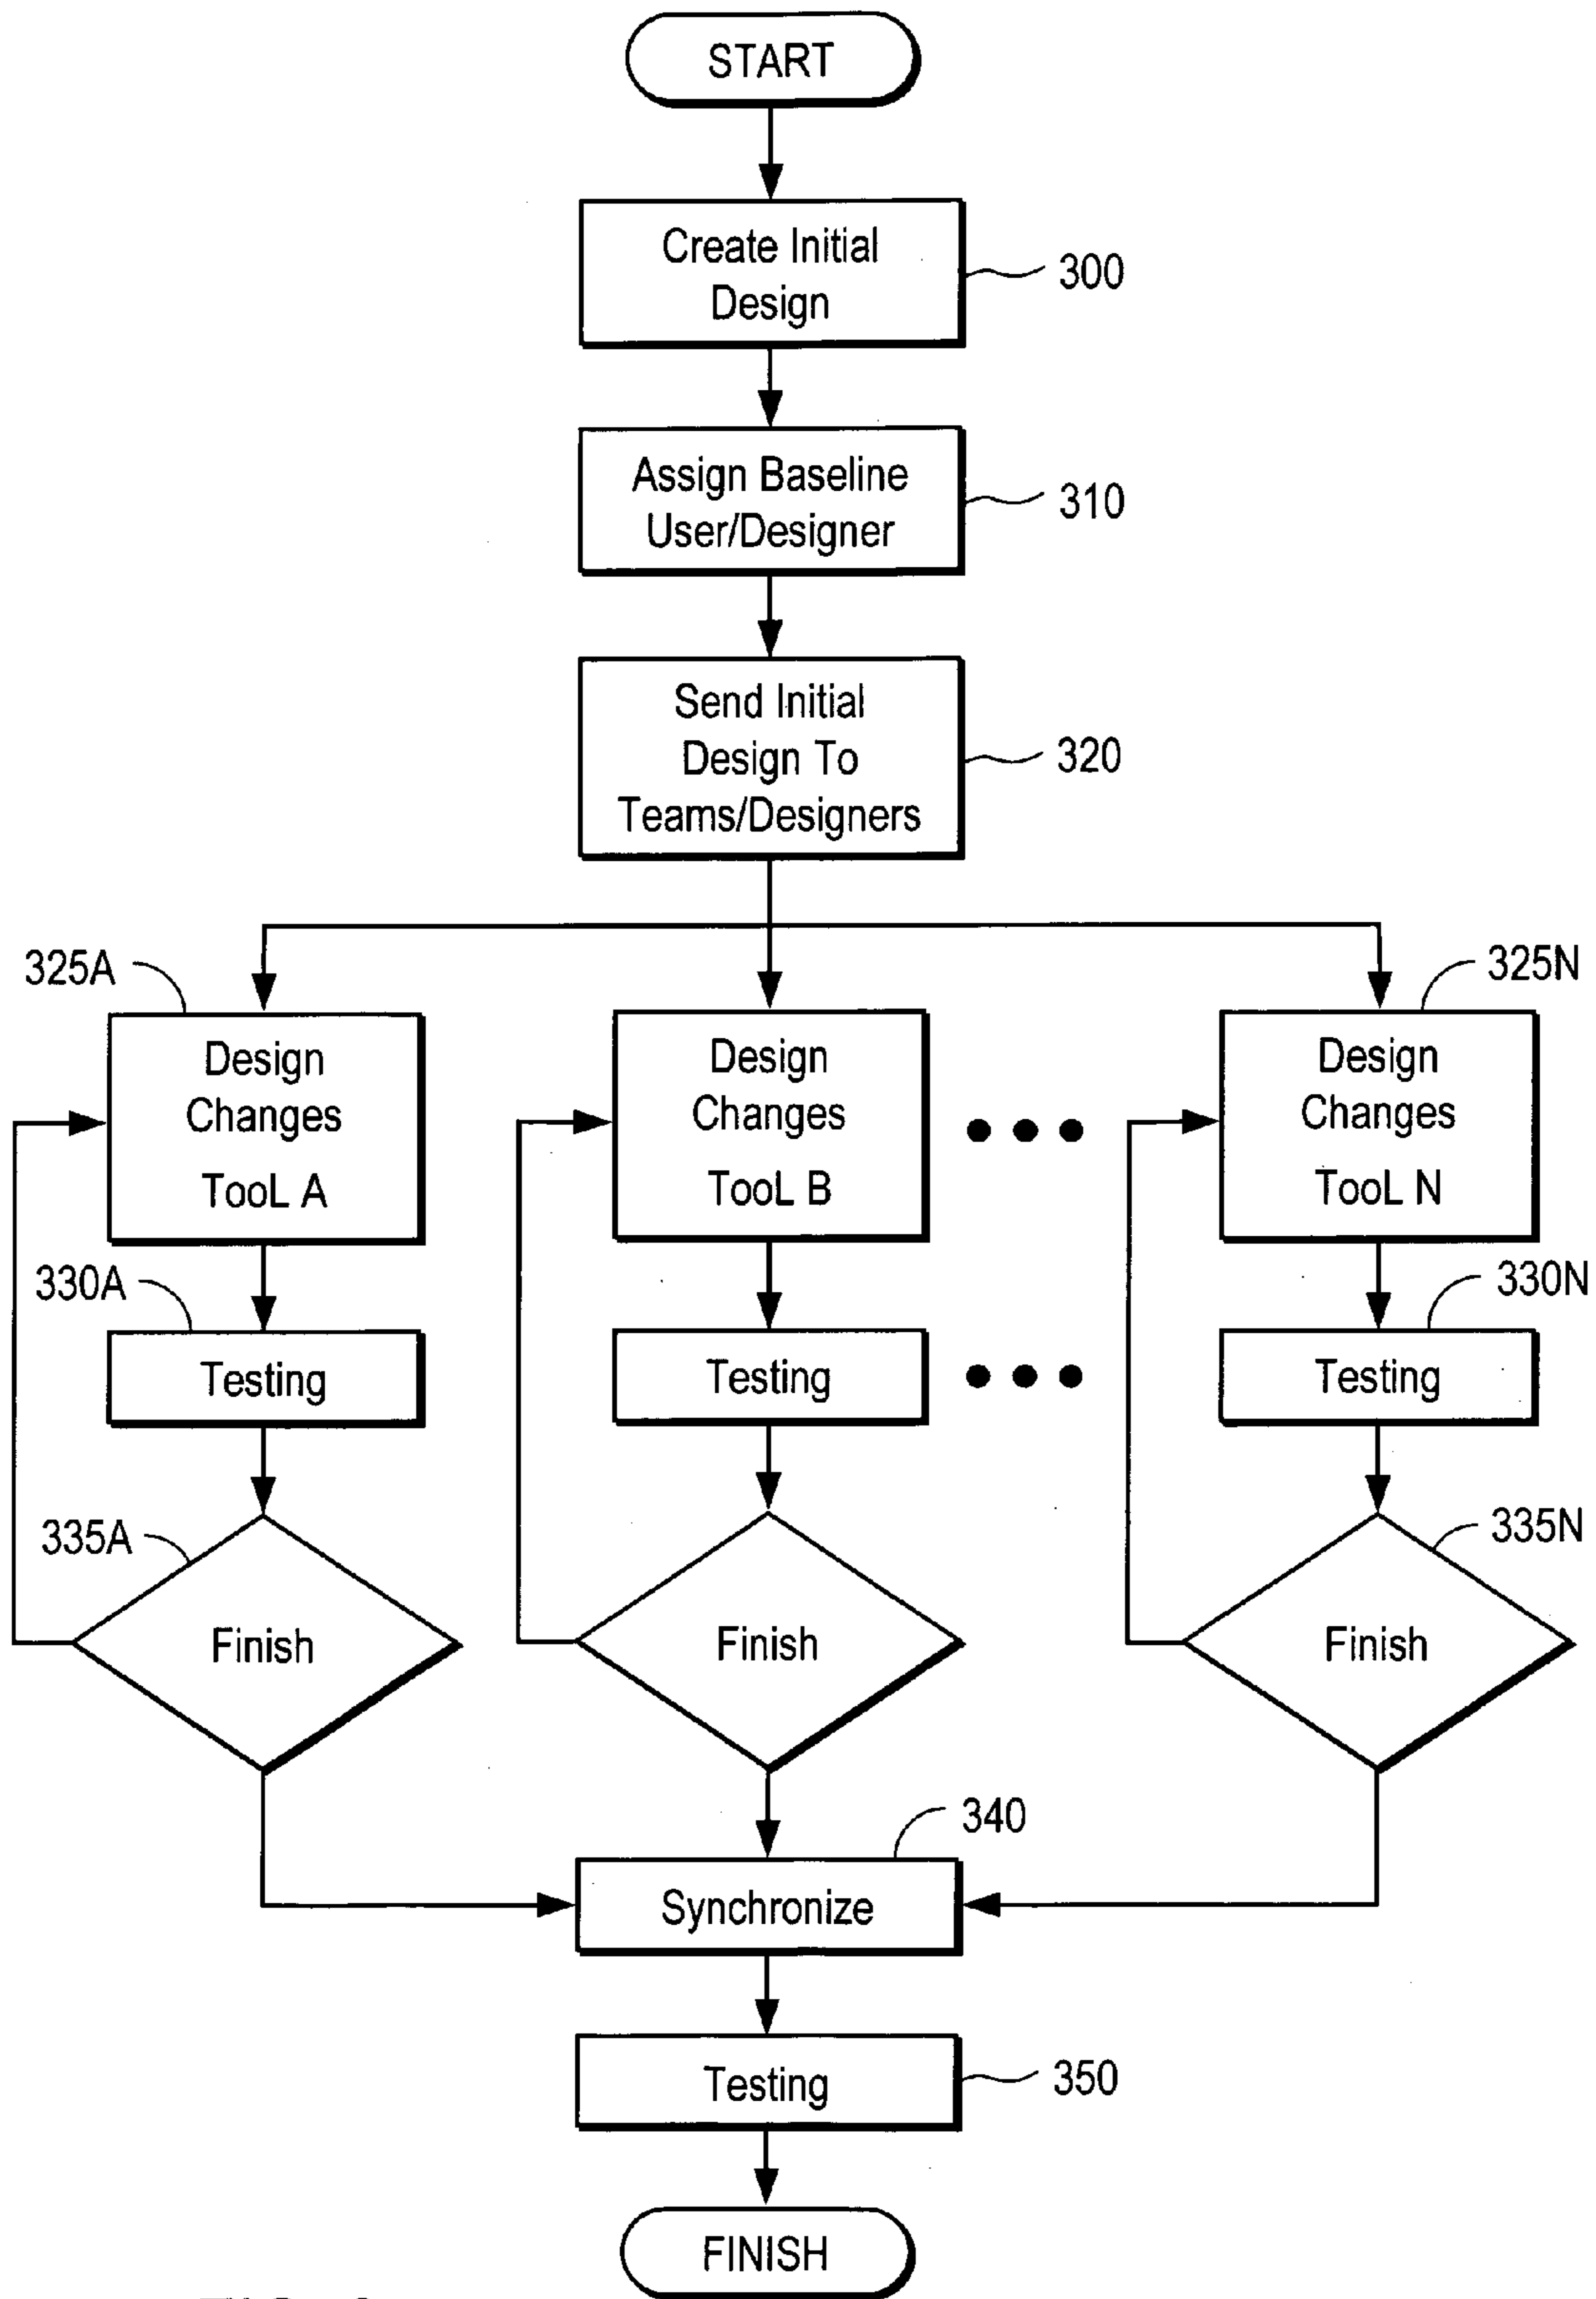 START
Create Initial
Design
300
Assign Baseline
User/Designer
310
Send Initial
Design To
Teams/Designers
320
325A
325N
Design
Changes
TooL A
Design
Changes
TooL B
Design
Changes
TooL N
330A
330N
Testing
Testing
Testing
335A
335N
Finish
Finish
Finish
340
Synchronize
Testing
350
FINISH